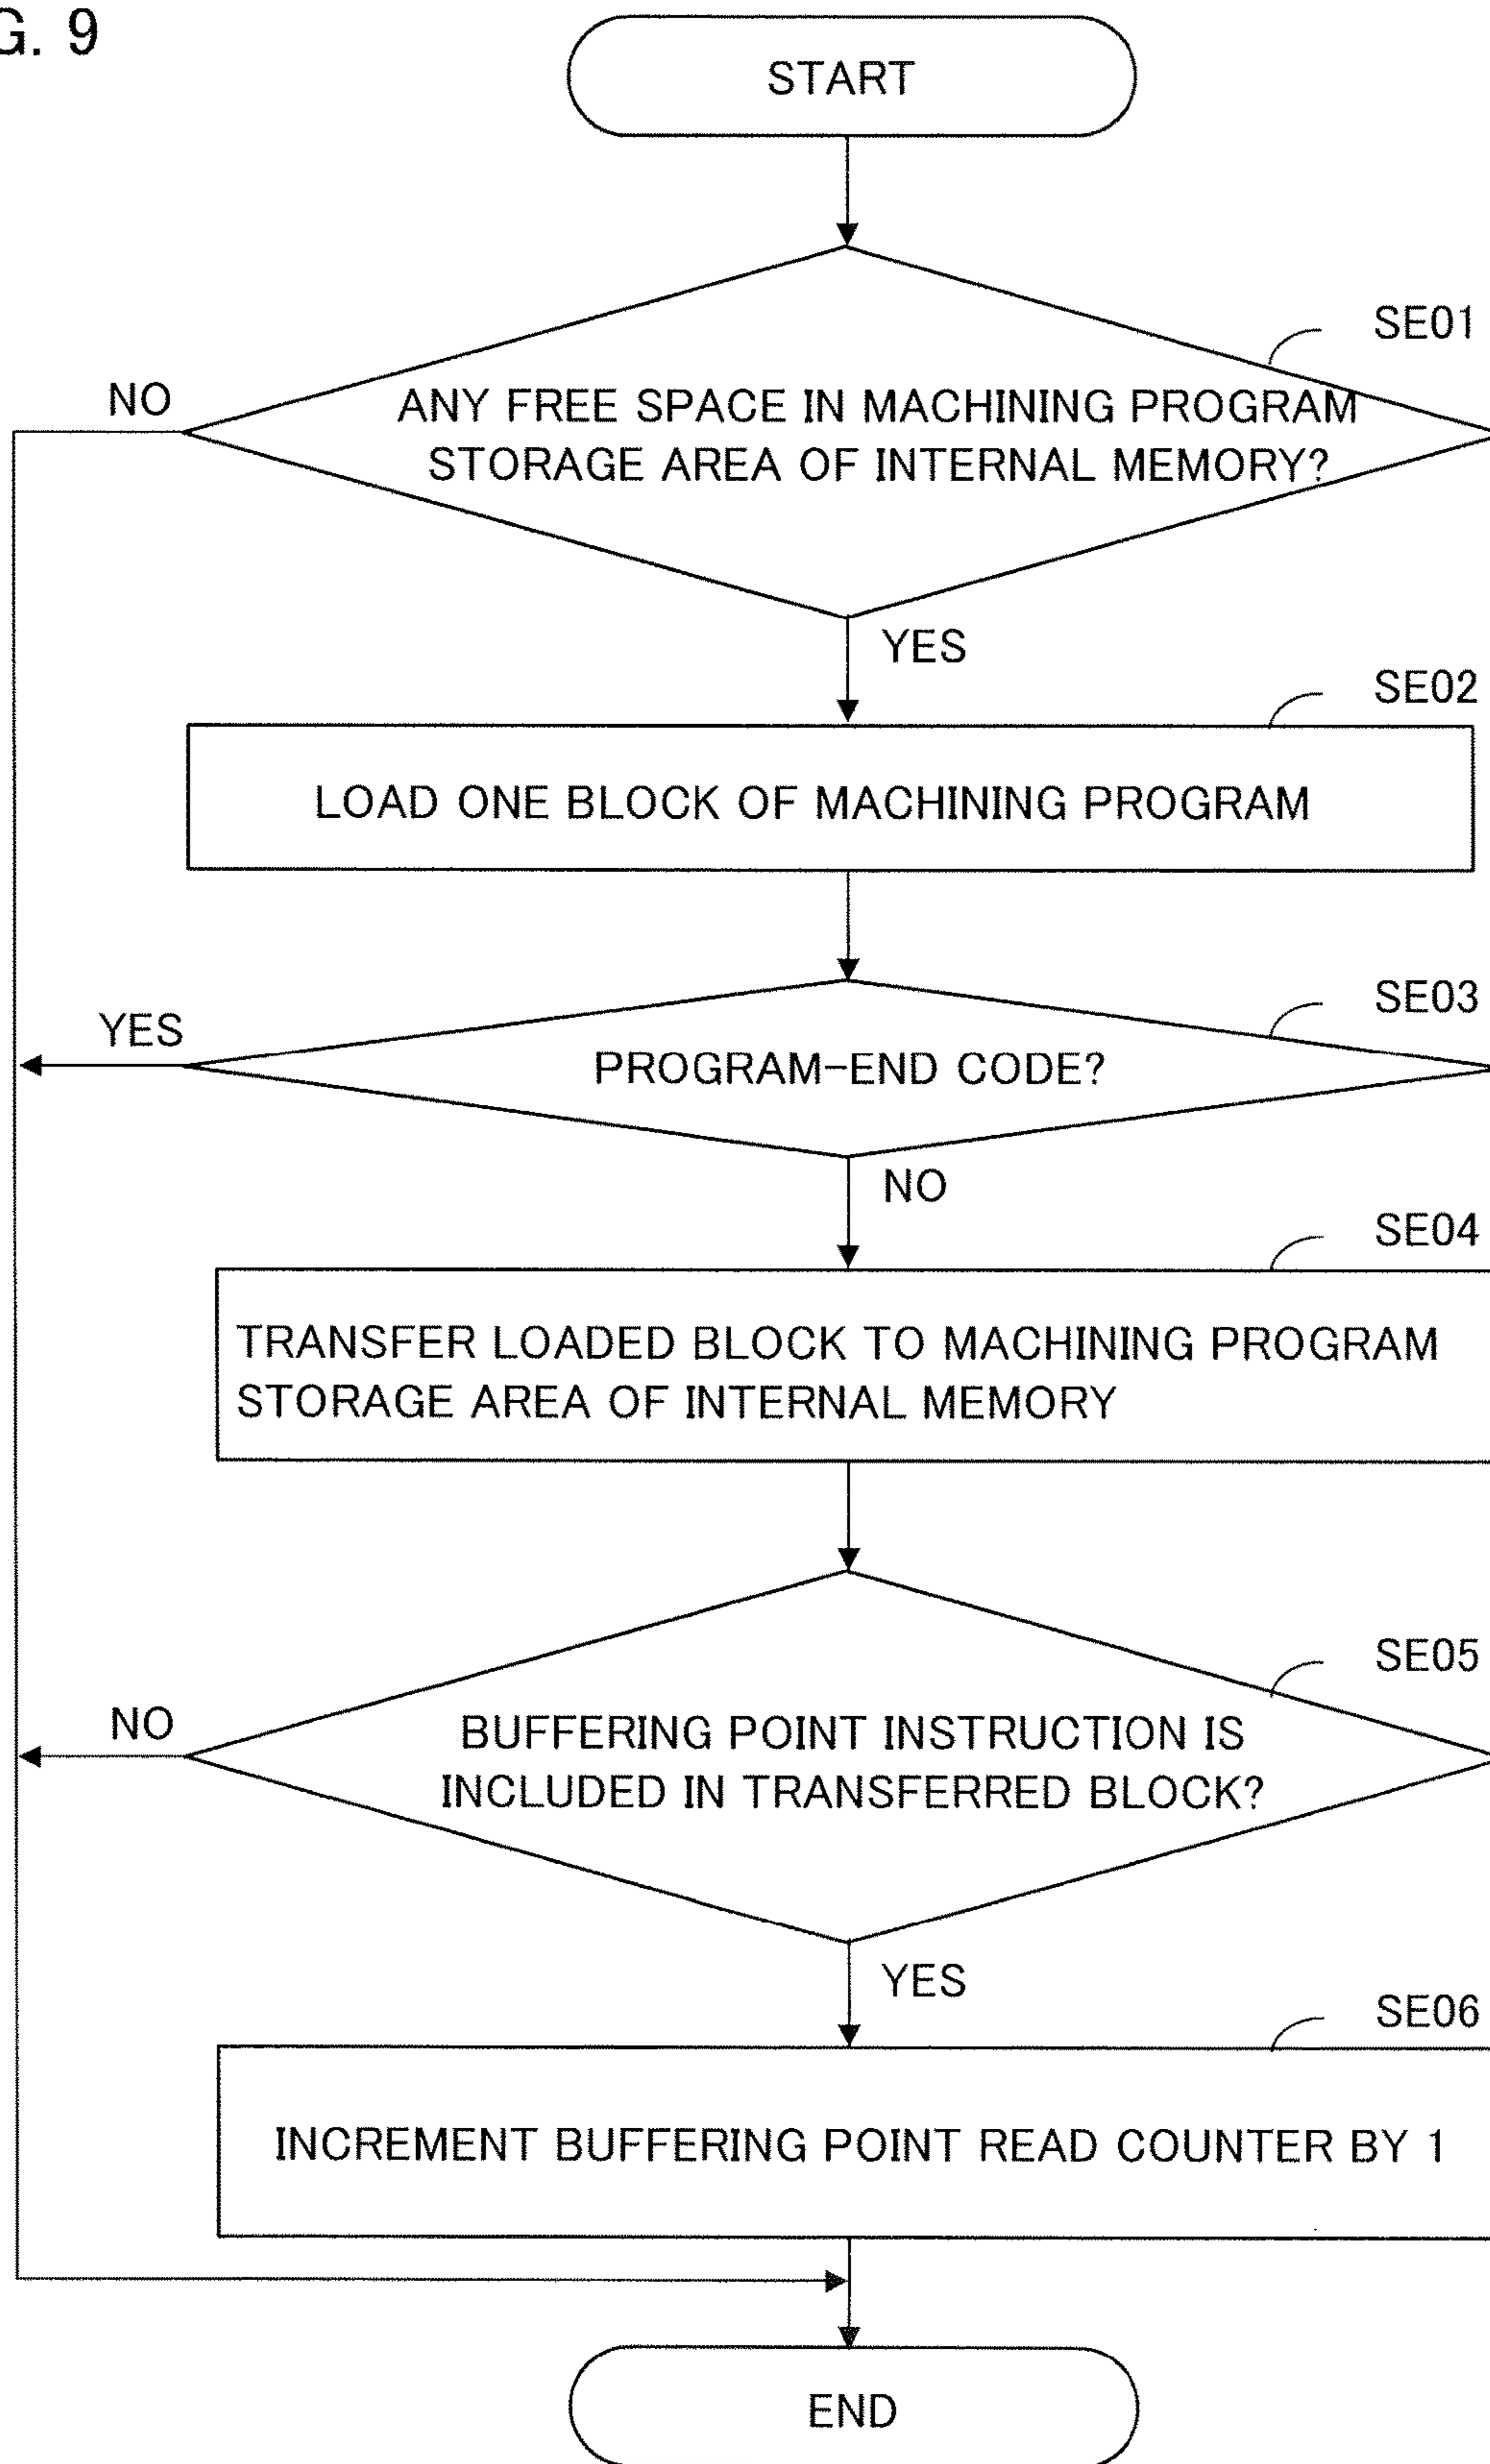 G. 9
START
SE01
NO
ANY FREE SPACE IN MACHINING PROGRAM
STORAGE AREA OF INTERNAL MEMORY?
YES
SE02
LOAD ONE BLOCK OF MACHINING PROGRAM
SE03
YES
PROGRAM-END CODE?
NO
SE04
TRANSFER LOADED BLOCK TO MACHINING PROGRAM
STORAGE AREA OF INTERNAL MEMORY
SE05
NO
BUFFERING POINT INSTRUCTION IS
INCLUDED IN TRANSFERRED BLOCK?
YES
SE06
INCREMENT BUFFERING POINT READ COUNTER BY 1
END